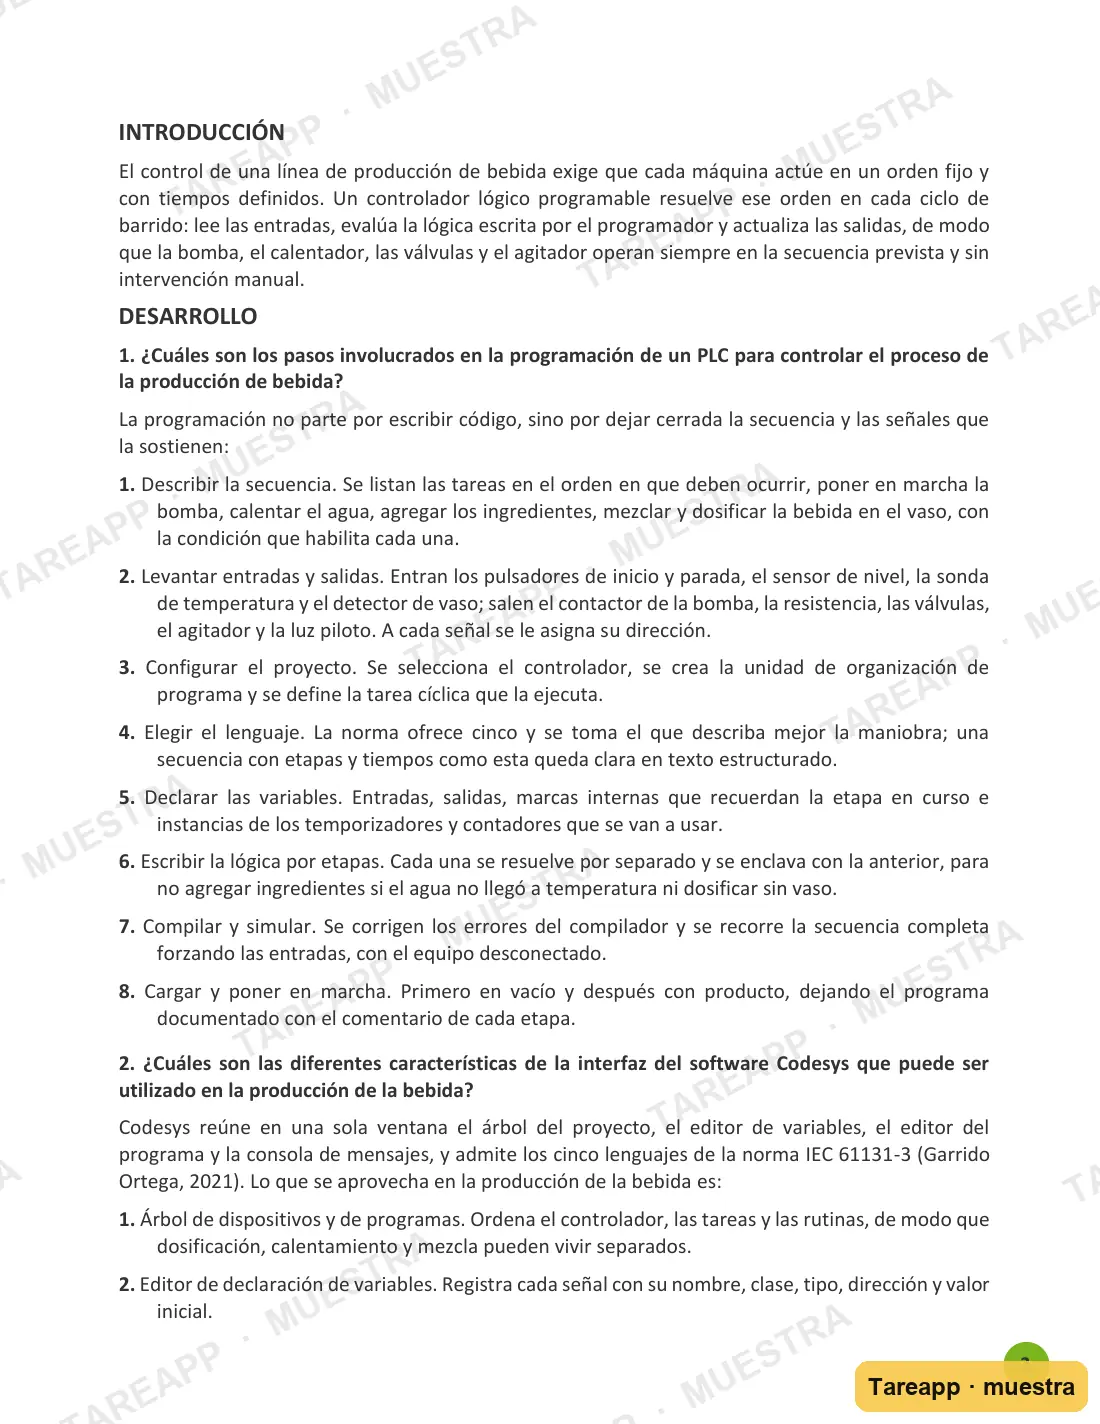 INTRODUCCIÓN
El control de una línea de producción de bebida exige que cada máquina actúe en un orden fijo y
con tiempos definidos. Un controlador lógico programable resuelve ese orden en cada ciclo de
barrido: lee las entradas, evalúa la lógica escrita por el programador y actualiza las salidas, de modo
que la bomba, el calentador, las válvulas y el agitador operan siempre en la secuencia prevista y sin
intervención manual.
DESARROLLO
1. ¿Cuáles son los pasos involucrados en la programación de un PLC para controlar el proceso de
la producción de bebida?
La programación no parte por escribir código, sino por dejar cerrada la secuencia y las señales que
la sostienen:
1. Describir la secuencia. Se listan las tareas en el orden en que deben ocurrir, poner en marcha la
bomba, calentar el agua, agregar los ingredientes, mezclar y dosificar la bebida en el vaso, con
la condición que habilita cada una.
2. Levantar entradas y salidas. Entran los pulsadores de inicio y parada, el sensor de nivel, la sonda
de temperatura y el detector de vaso; salen el contactor de la bomba, la resistencia, las válvulas,
el agitador y la luz piloto. A cada señal se le asigna su dirección.
3. Configurar el proyecto. Se selecciona el controlador, se crea la unidad de organización de
programa y se define la tarea cíclica que la ejecuta.
4. Elegir el lenguaje. La norma ofrece cinco y se toma el que describa mejor la maniobra; una
secuencia con etapas y tiempos como esta queda clara en texto estructurado.
5. Declarar las variables. Entradas, salidas, marcas internas que recuerdan la etapa en curso e
instancias de los temporizadores y contadores que se van a usar.
6. Escribir la lógica por etapas. Cada una se resuelve por separado y se enclava con la anterior, para
no agregar ingredientes si el agua no llegó a temperatura ni dosificar sin vaso.
7. Compilar y simular. Se corrigen los errores del compilador y se recorre la secuencia completa
forzando las entradas, con el equipo desconectado.
8. Cargar y poner en marcha. Primero en vacío y después con producto, dejando el programa
documentado con el comentario de cada etapa.
2. ¿Cuáles son las diferentes características de la interfaz del software Codesys que puede ser
utilizado en la producción de la bebida?
Codesys reúne en una sola ventana el árbol del proyecto, el editor de variables, el editor del
programa y la consola de mensajes, y admite los cinco lenguajes de la norma IEC 61131-3 (Garrido
Ortega, 2021). Lo que se aprovecha en la producción de la bebida es:
1. Árbol de dispositivos y de programas. Ordena el controlador, las tareas y las rutinas, de modo que
dosificación, calentamiento y mezcla pueden vivir separados.
2. Editor de declaración de variables. Registra cada señal con su nombre, clase, tipo, dirección y valor
inicial.
Tareapp · muestra